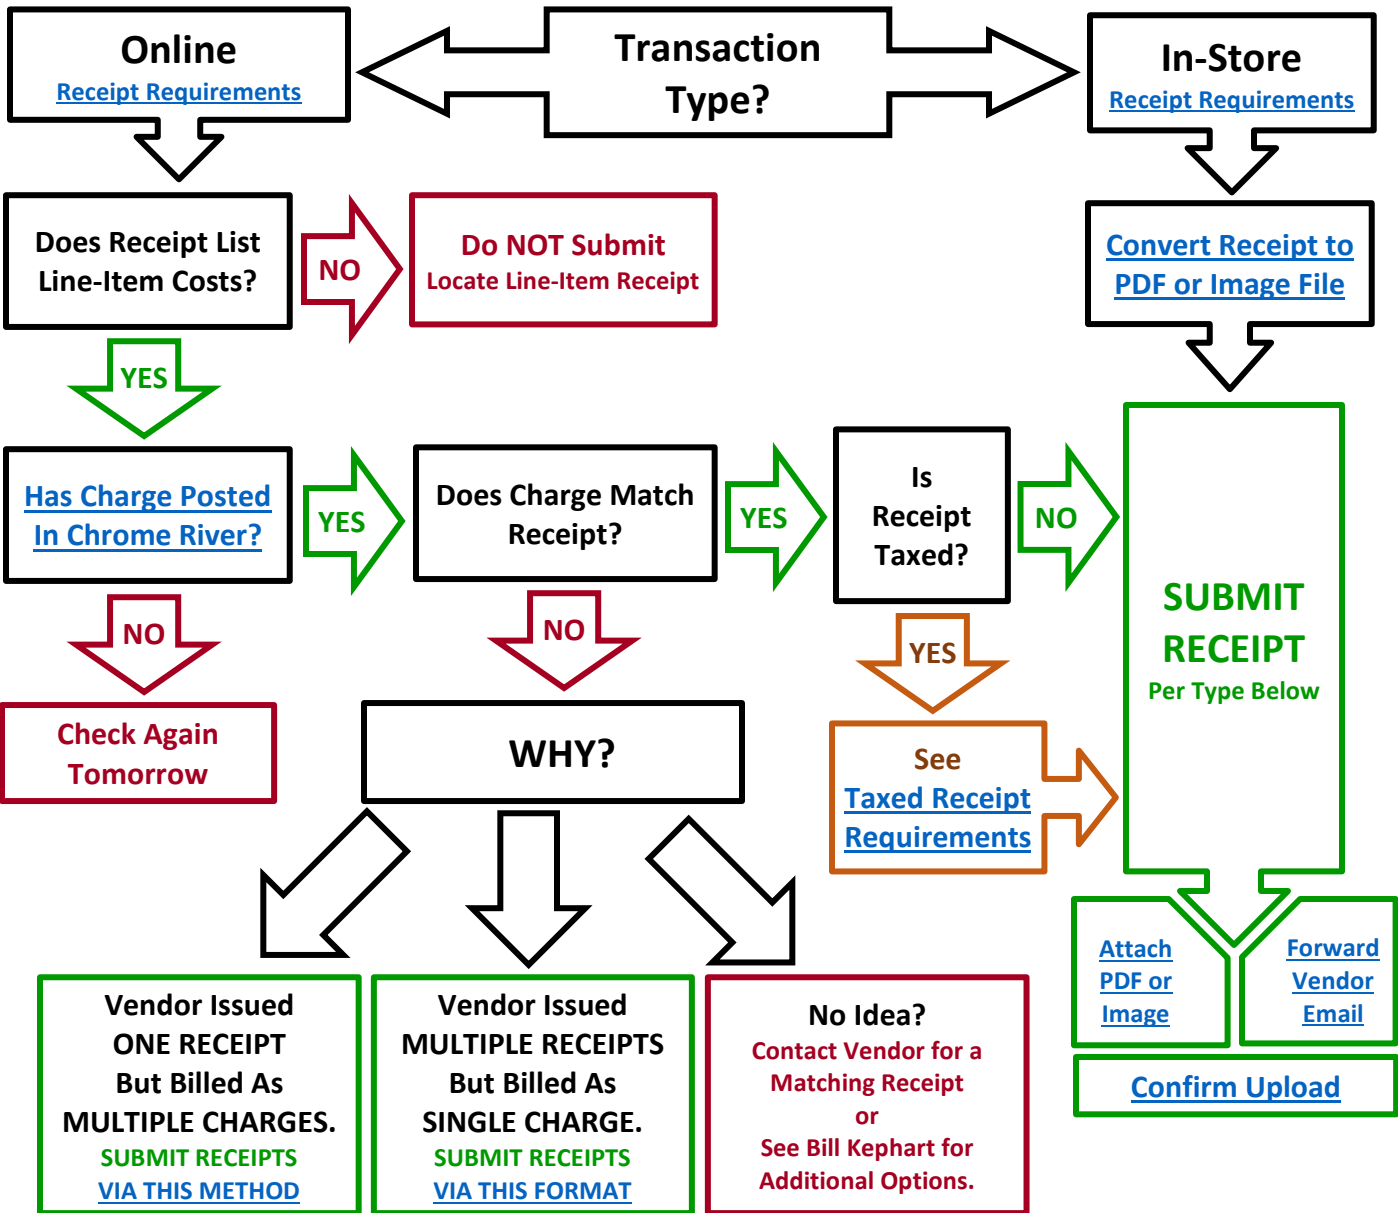 Online
Receipt Requirements
Transaction
Type?
In-Store
Receipt Requirements
Does Receipt List
Line-Item Costs?
NO
Do NOT Submit
Locate Line-Item Receipt
Convert Receipt to
PDF or Image File
YES
Has Charge Posted
In Chrome River?
YES
Does Charge Match
Receipt?
YES
Is
Receipt
Taxed?
NO
SUBMIT
RECEIPT
Per Type Below
NO
NO
YES
Check Again
Tomorrow
WHY?
See
Taxed Receipt
Requirements
Attach
PDF or
Image
Forward
Vendor
Email
Confirm Upload
Vendor Issued
ONE RECEIPT
But Billed As
MULTIPLE CHARGES.
SUBMIT RECEIPTS
VIA THIS METHOD
Vendor Issued
MULTIPLE RECEIPTS
But Billed As
SINGLE CHARGE.
SUBMIT RECEIPTS
VIA THIS FORMAT
No Idea?
Contact Vendor for a
Matching Receipt
or
See Bill Kephart for
Additional Options.